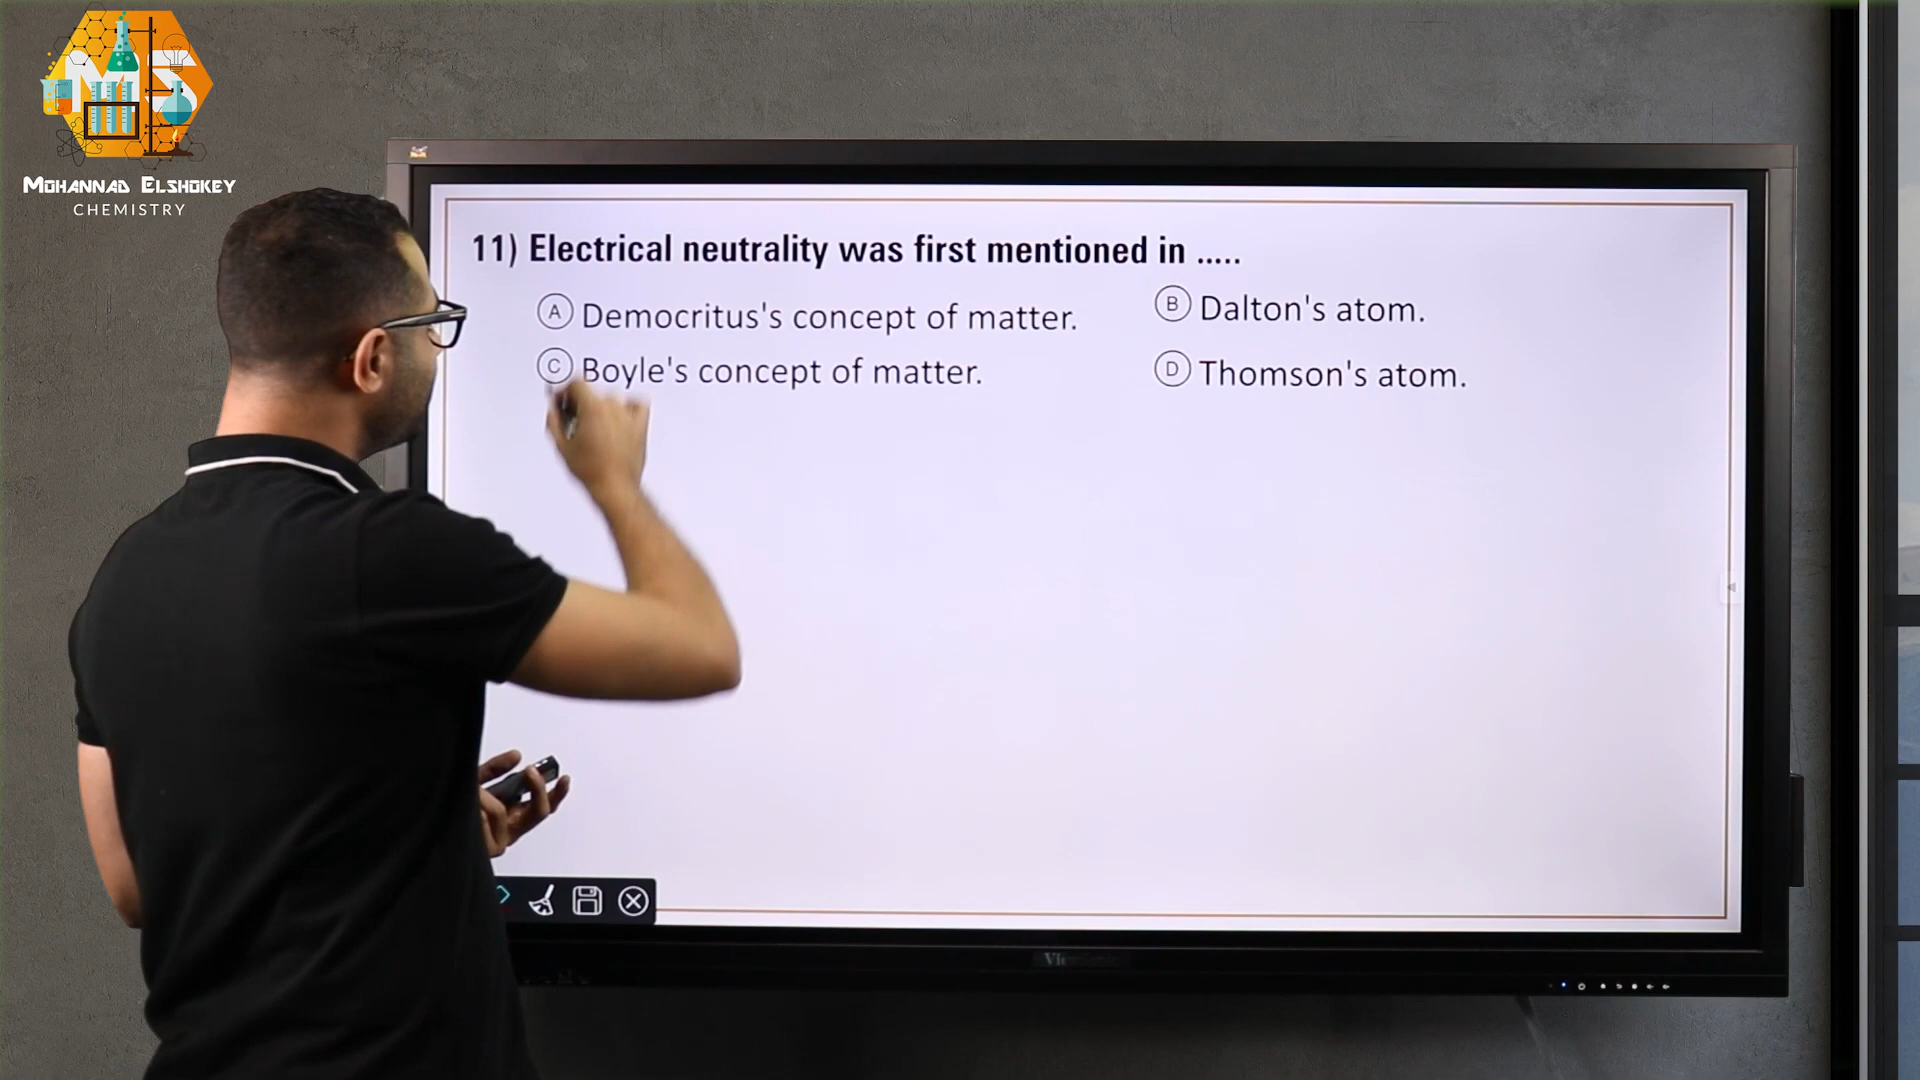 MS
MOHANNAD ELSHOKEY
CHEMISTRY
11) Electrical neutrality was first mentioned in .....
A Democritus's concept of matter.
B Dalton's atom.
C Boyle's concept of matter.
D Thomson's atom.